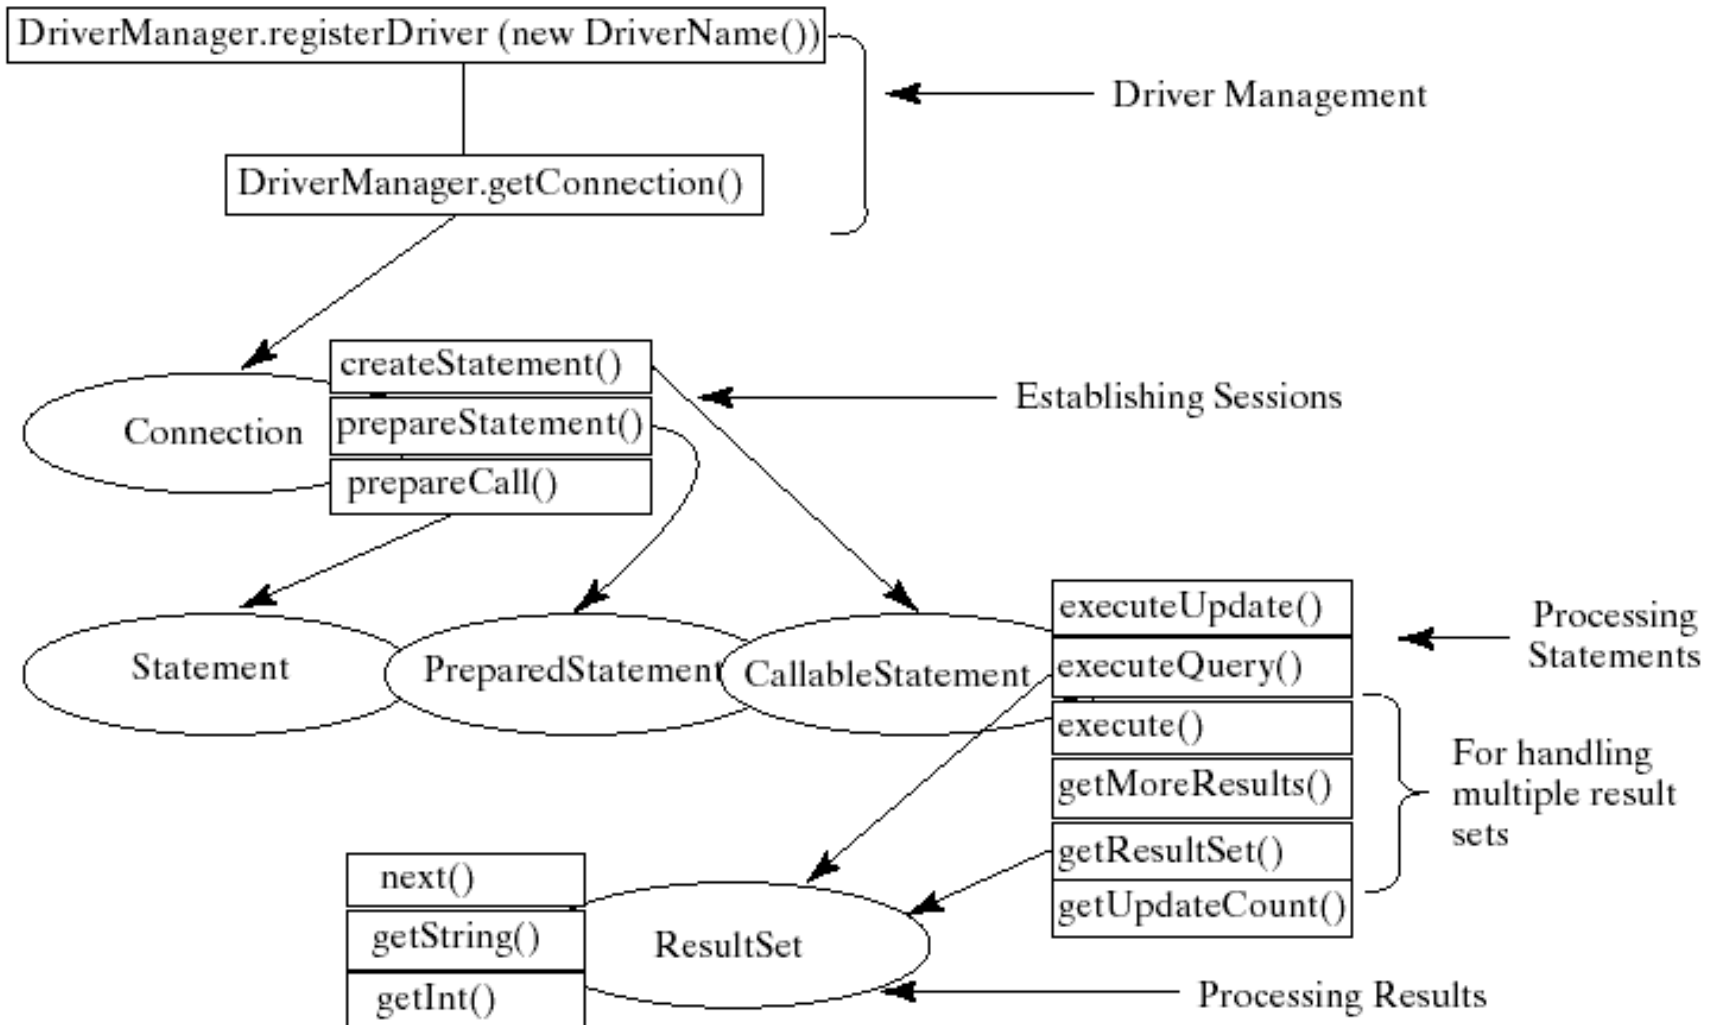 DriverManager.registerDriver (new DriverName())
Driver Management
DriverManager.getConnection()
createStatement()
Establishing Sessions
Connection
prepareStatement()
prepareCall()
executeUpdate()
Processing
Statements
Statement
PreparedStatement
CallableStatement
executeQuery()
execute()
For handling
multiple result
sets
getMoreResults()
getResultSet()
getUpdateCount()
next()
getString()
ResultSet
getInt()
Processing Results